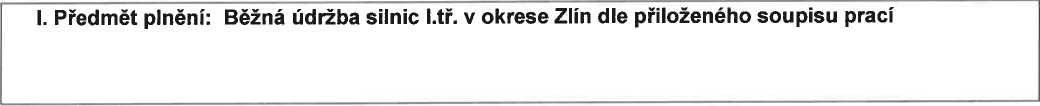 I. Předmět plnění: Běžná údržba silnic I.tř. v okrese Zlín dle přiloženého soupisu prací